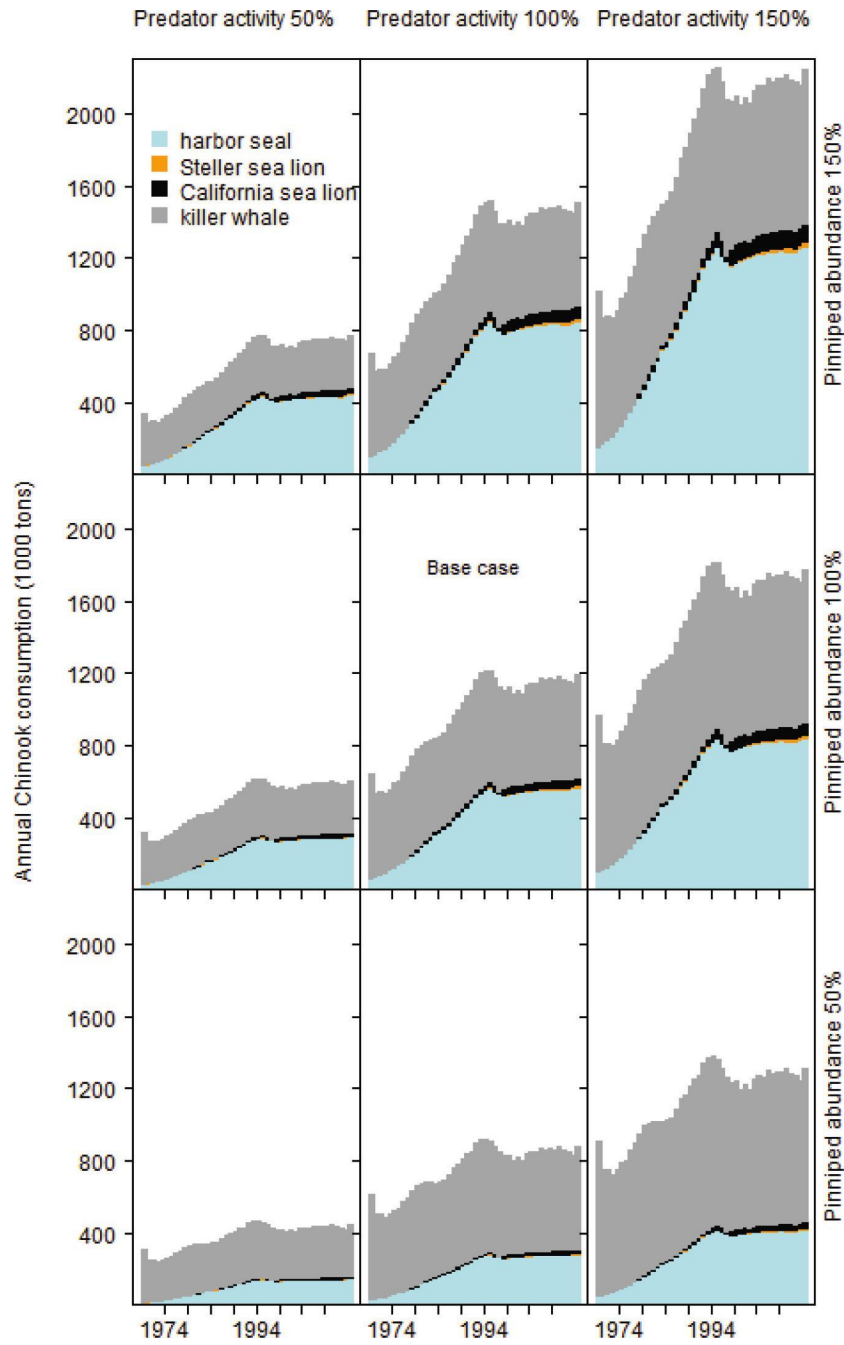 Predator activity 50% Predator activity 100% Predator activity 150%
2000
1600
1200
800
400
harbor seal
Steller sea lion
California sea lion
killer whale
Pinniped abundance 150%
Annual Chinook consumption (1000 tons)
2000
1600
1200
800
400
Base case
Pinniped abundance 100%
2000
1600
1200
800
400
Pinniped abundance 50%
1974 1994 1974 1994 1974 1994